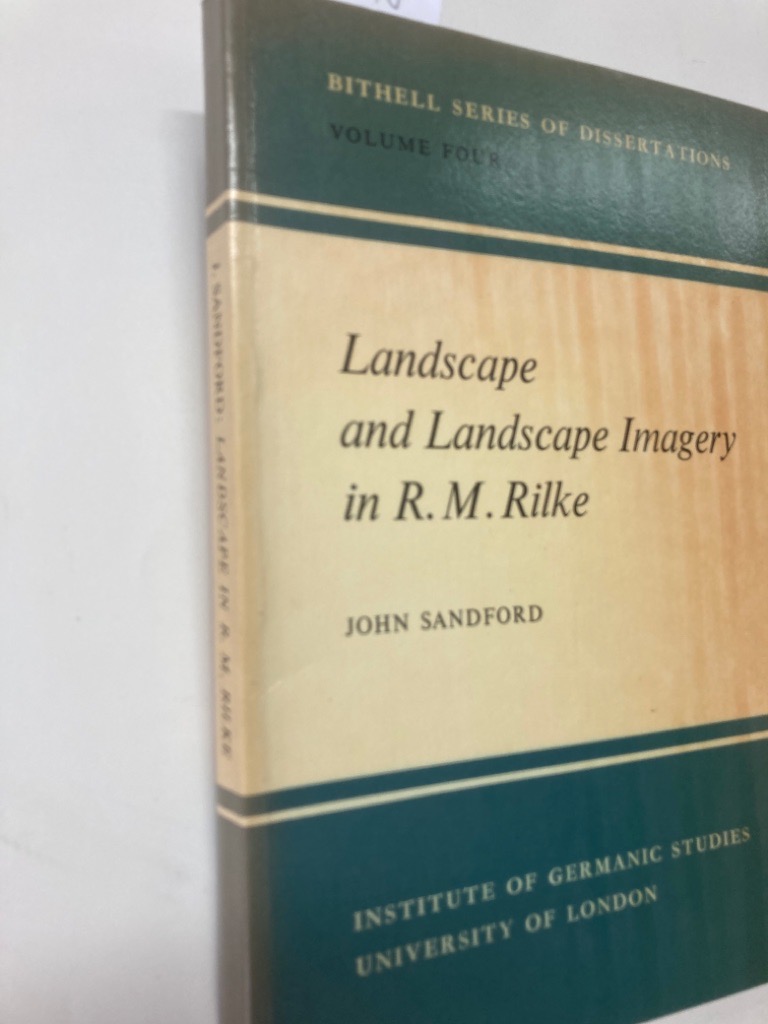 BITHELL SERIES OF DISSERTATIONS
VOLUME FOUR
Landscape
and Landscape Imagery
in R. M. Rilke
JOHN SANDFORD
INSTITUTE OF GERMANIC STUDIES
UNIVERSITY OF LONDON
J. SANDFORD: LANDSCAPE IN R. M. RILKE